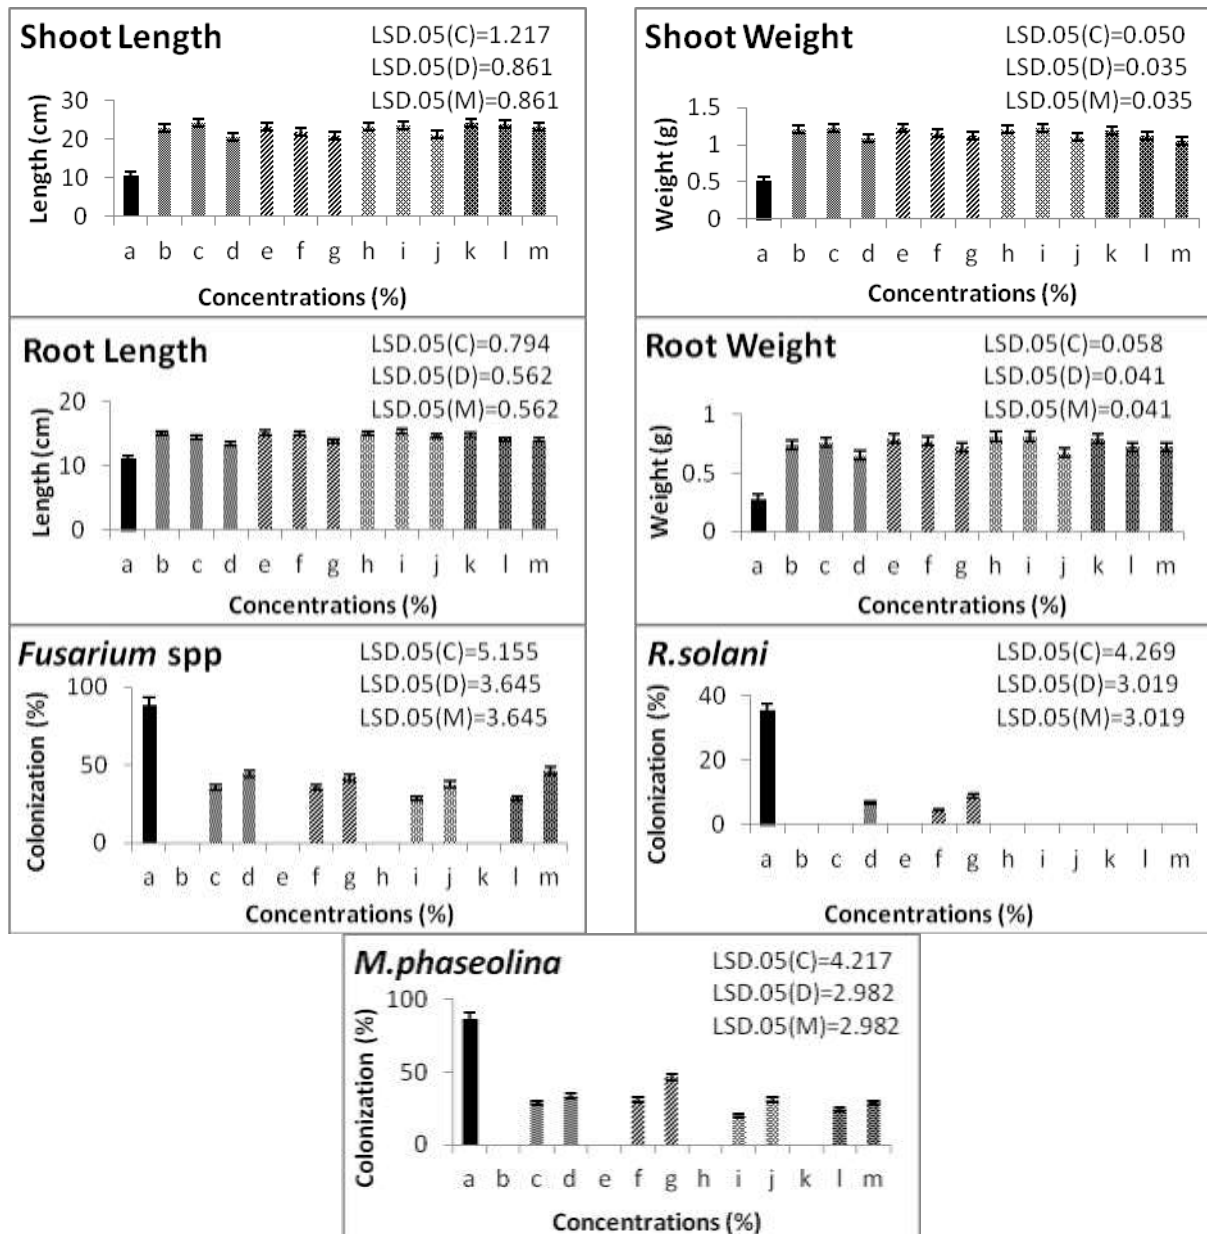 Shoot Length
LSD.05(C)=1.217
LSD.05(D)=0.861
LSD.05(M)=0.861
Length (cm)
30
20
10
0
a b c d e f g h i j k l m
Concentrations (%)
Shoot Weight
LSD.05(C)=0.050
LSD.05(D)=0.035
LSD.05(M)=0.035
Weight (g)
1.5
1
0.5
0
a b c d e f g h i j k l m
Concentrations (%)
Root Length
LSD.05(C)=0.794
LSD.05(D)=0.562
LSD.05(M)=0.562
Length (cm)
20
10
0
a b c d e f g h i j k l m
Concentrations (%)
Root Weight
LSD.05(C)=0.058
LSD.05(D)=0.041
LSD.05(M)=0.041
Weight (g)
1
0.5
0
a b c d e f g h i j k l m
Concentrations (%)
Fusarium spp
LSD.05(C)=5.155
LSD.05(D)=3.645
LSD.05(M)=3.645
Colonization (%)
100
50
0
a b c d e f g h i j k l m
Concentrations (%)
R.solani
LSD.05(C)=4.269
LSD.05(D)=3.019
LSD.05(M)=3.019
Colonization (%)
40
20
0
a b c d e f g h i j k l m
Concentrations (%)
M.phaseolina
LSD.05(C)=4.217
LSD.05(D)=2.982
LSD.05(M)=2.982
Colonization (%)
100
50
0
a b c d e f g h i j k l m
Concentrations (%)